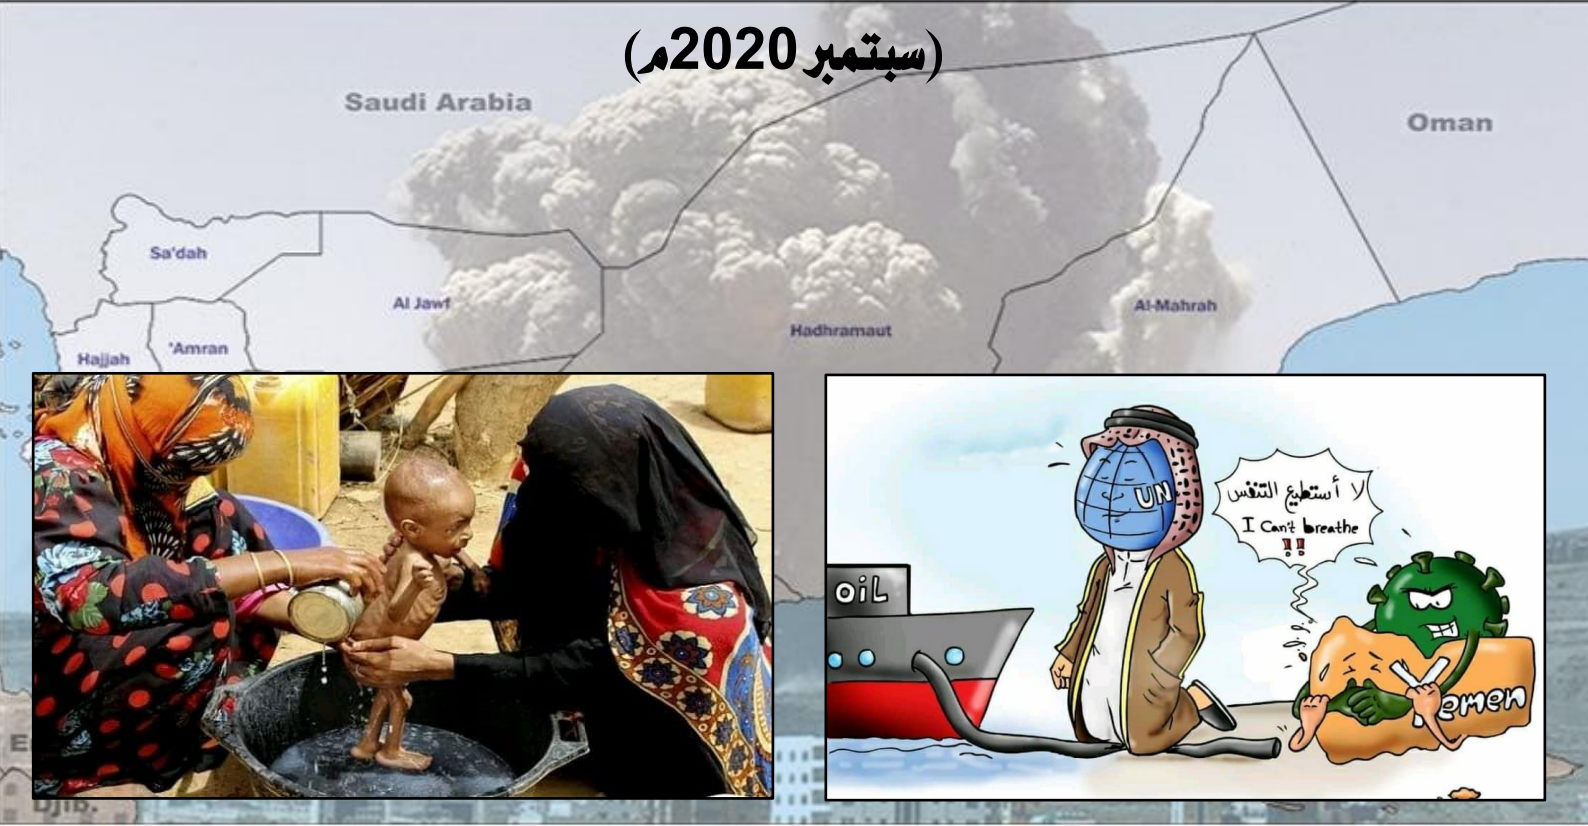 (سبتمبر 2020م)
Saudi Arabia
Oman
Sa'dah
Al Jawf
Al-Mahrah
Hadhramaut
Hajjah
'Amran
UN
لا أستطيع التنفس
I Can't breathe
!!
OiL
Yemen
Djib.